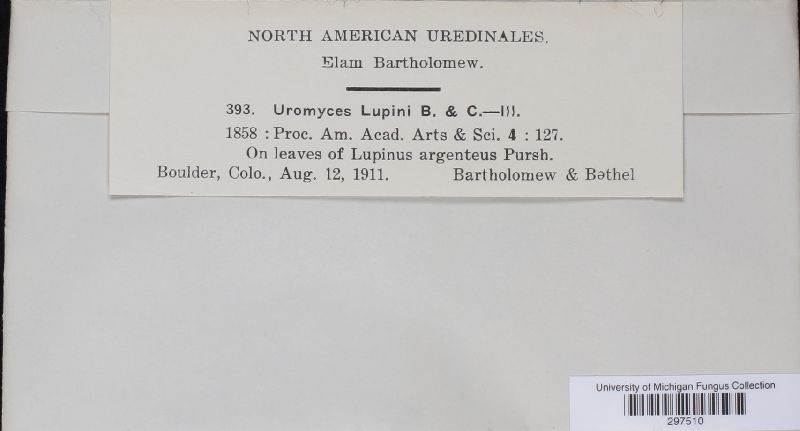 NORTH AMERICAN UREDINALES.
Elam Bartholomew.
393. Uromyces Lupini B. & C.—III.
1858 : Proc. Am. Acad. Arts & Sci. 4 : 127.
On leaves of Lupinus argenteus Pursh.
Boulder, Colo., Aug. 12, 1911. Bartholomew & Bethel
University of Michigan Fungus Collection
297510